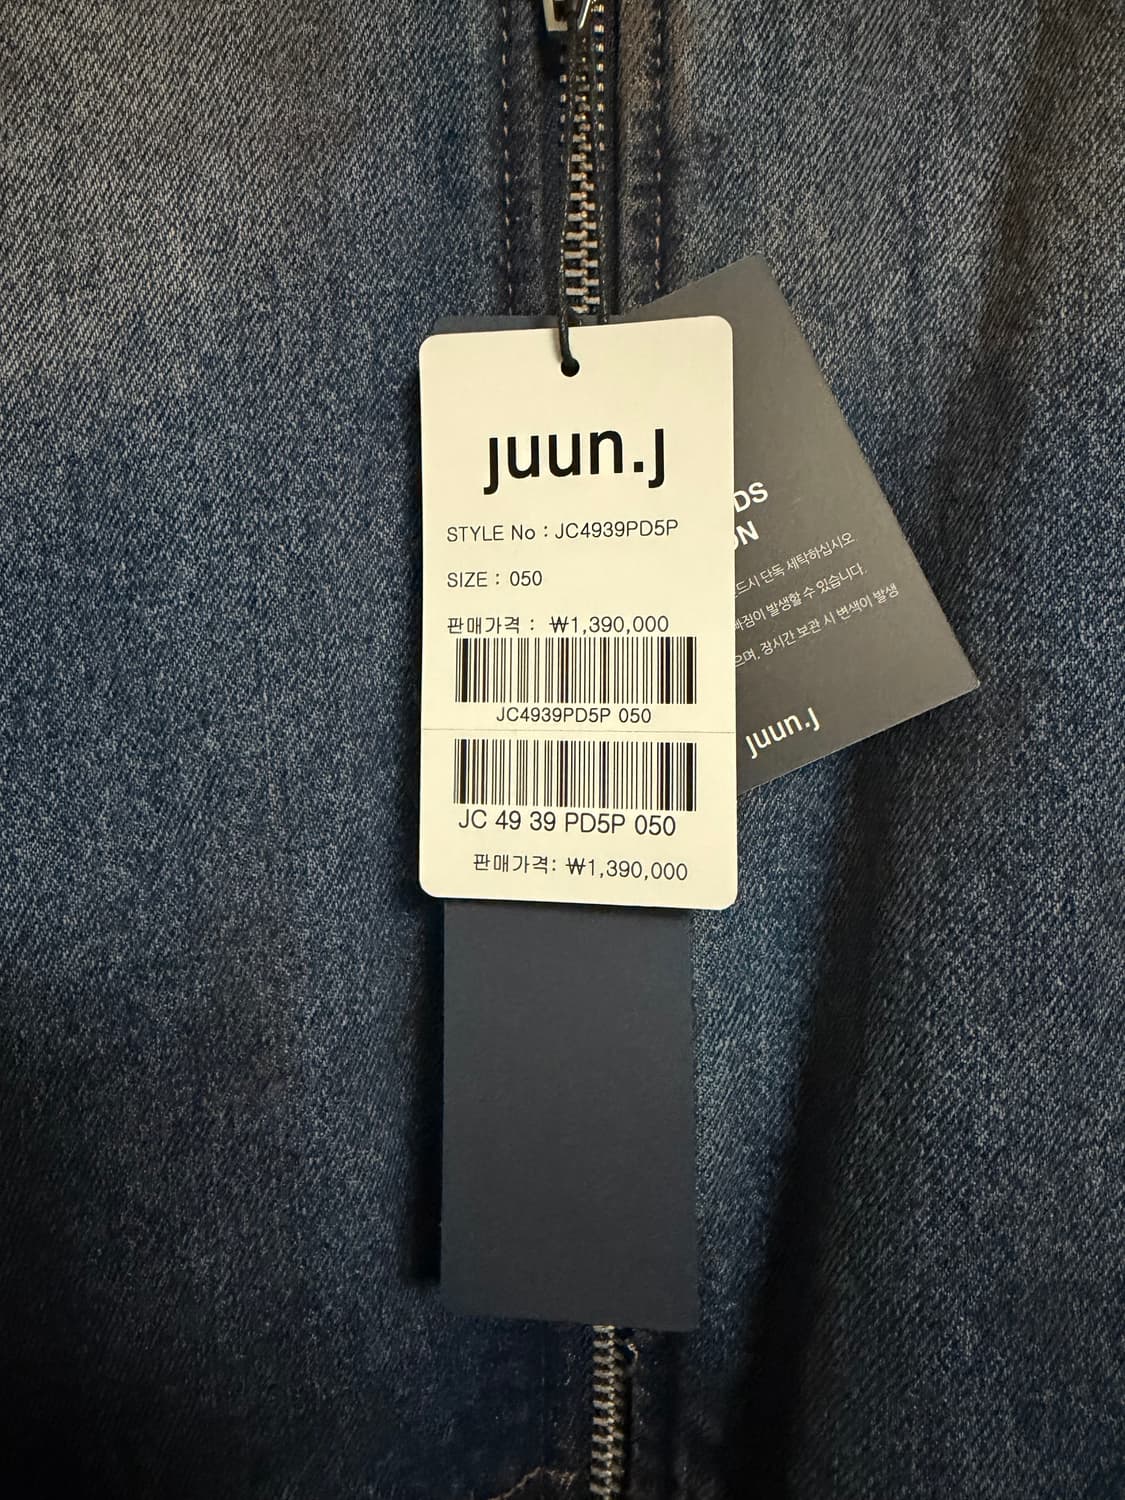 juun.j
STYLE No : JC4939PD5P
SIZE : 050
판매가격 : ₩1,390,000
JC4939PD5P 050
JC 49 39 PD5P 050
판매가격: ₩1,390,000
DS
ON
드시 단독 세탁하십시오.
빠짐이 발생할 수 있습니다.
으며, 장시간 보관 시 변색이 발생
juun.j